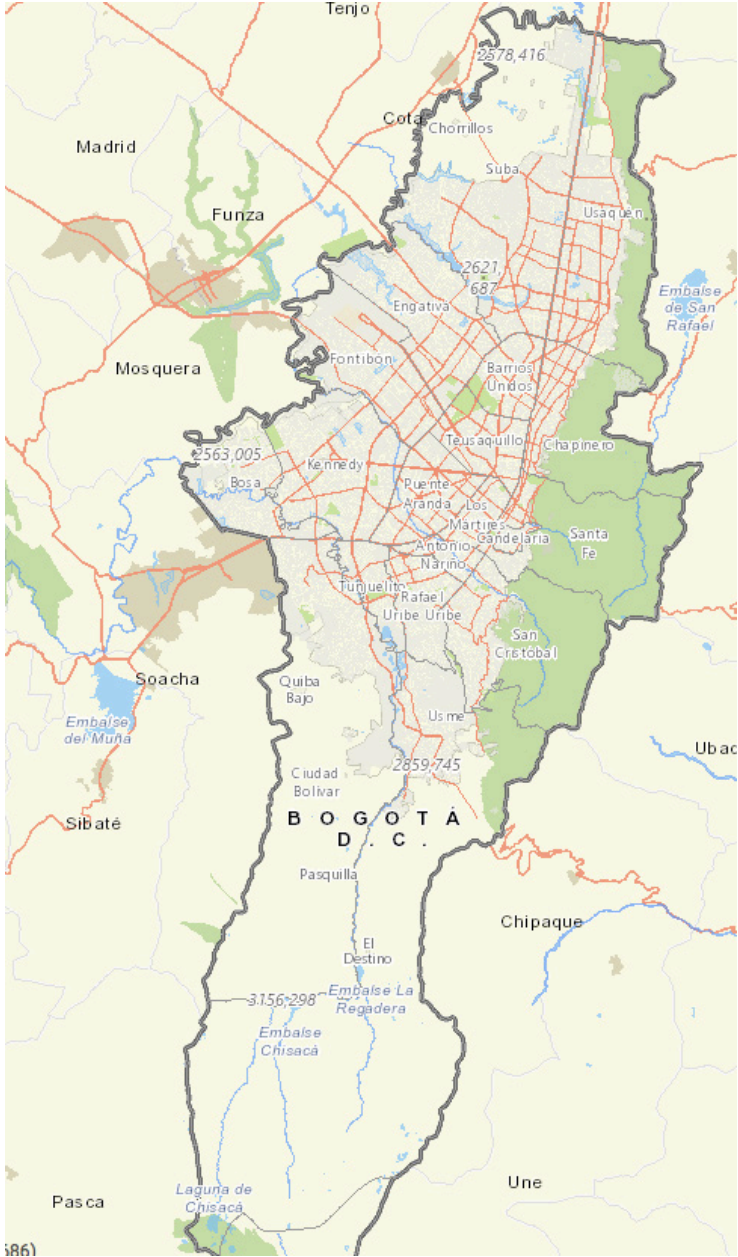 Tenjo
2578,416
Cota
Chorrillos
Madrid
Suba
Funza
Usaquén
2621,
687
Embalse
de San
Rafael
Engativá
Fontibón
Mosquera
Barrios
Unidos
Teusaquillo
Chapinero
2563,005
Kennedy
Bosa
Puente
Aranda
Los
Mártires
Candelaria
Santa
Fe
Antonio
Nariño
Tunjuelito
Rafael
Uribe Uribe
San
Cristóbal
Soacha
Quiba
Bajo
Embalse
del Muña
Usme
Ubaq
2859,745
Ciudad
Bolívar
Sibaté
BOGOTÁ
D.C.
Pasquilla
Chipaque
El
Destino
3156,298
Embalse La
Regadera
Embalse
Chisacá
Une
Laguna de
Chisacá
Pasca
586)